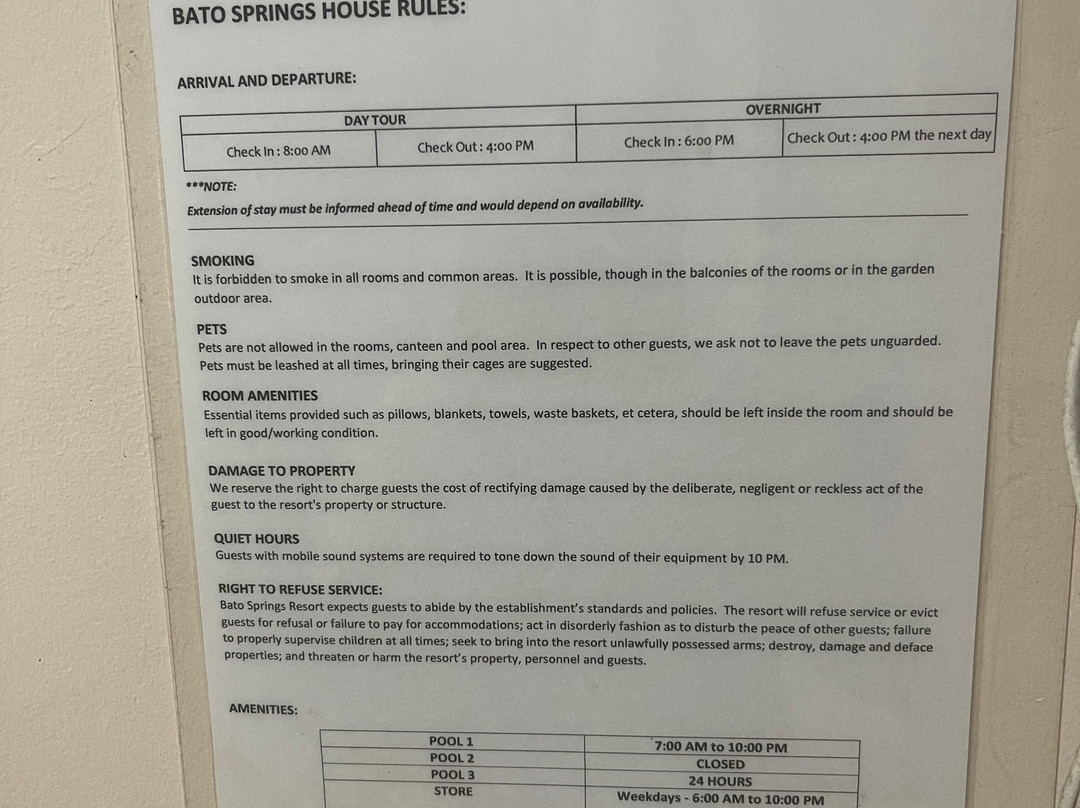 BATO SPRINGS HOUSE RULES:
ARRIVAL AND DEPARTURE:
DAY TOUR OVERNIGHT
Check In : 8:00 AM Check Out : 4:00 PM Check In : 6:00 PM Check Out : 4:00 PM the next day
***NOTE:
Extension of stay must be informed ahead of time and would depend on availability.
SMOKING
It is forbidden to smoke in all rooms and common areas. It is possible, though in the balconies of the rooms or in the garden
outdoor area.
PETS
Pets are not allowed in the rooms, canteen and pool area. In respect to other guests, we ask not to leave the pets unguarded.
Pets must be leashed at all times, bringing their cages are suggested.
ROOM AMENITIES
Essential items provided such as pillows, blankets, towels, waste baskets, et cetera, should be left inside the room and should be
left in good/working condition.
DAMAGE TO PROPERTY
We reserve the right to charge guests the cost of rectifying damage caused by the deliberate, negligent or reckless act of the
guest to the resort's property or structure.
QUIET HOURS
Guests with mobile sound systems are required to tone down the sound of their equipment by 10 PM.
RIGHT TO REFUSE SERVICE:
Bato Springs Resort expects guests to abide by the establishment's standards and policies. The resort will refuse service or evict
guests for refusal or failure to pay for accommodations; act in disorderly fashion as to disturb the peace of other guests; failure
to properly supervise children at all times; seek to bring into the resort unlawfully possessed arms; destroy, damage and deface
properties; and threaten or harm the resort's property, personnel and guests.
AMENITIES:
POOL 1 7:00 AM to 10:00 PM
POOL 2 CLOSED
POOL 3 24 HOURS
STORE Weekdays - 6:00 AM to 10:00 PM